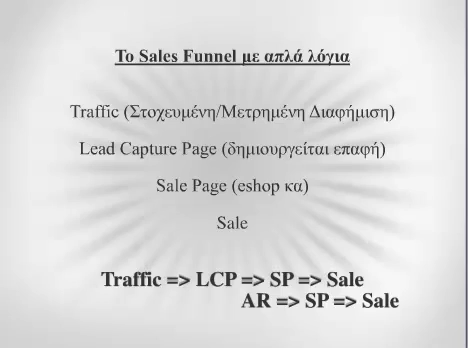 Το Sales Funnel με απλά λόγια
Traffic (Στοχευμένη/Μετρημένη Διαφήμιση)
Lead Capture Page (δημιουργείται επαφή)
Sale Page (eshop κα)
Sale
Traffic => LCP => SP => Sale
AR => SP => Sale